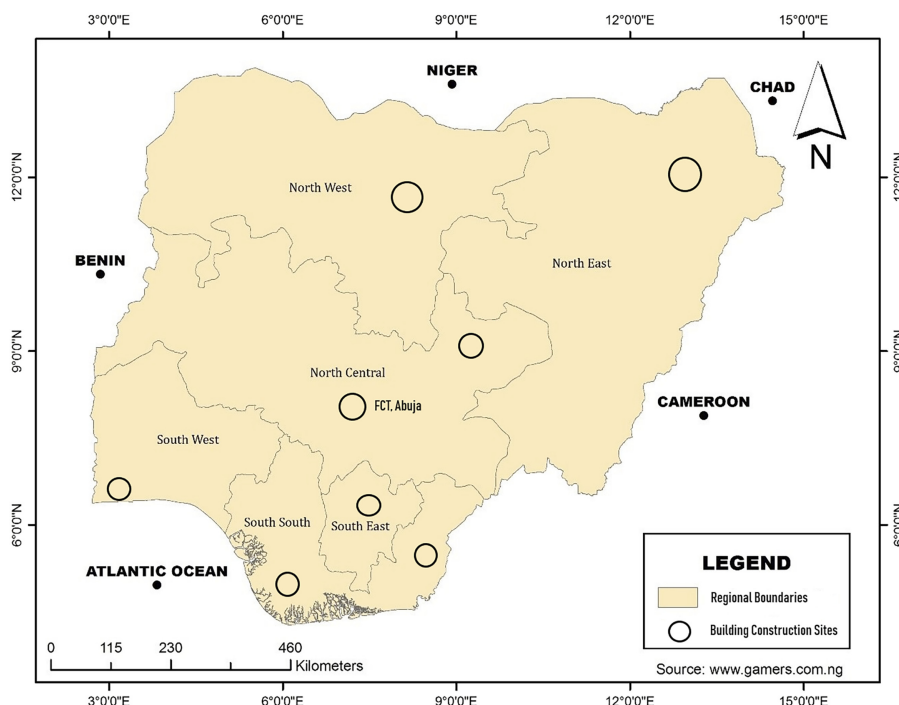 3°0'0"E 6°0'0"E 9°0'0"E 12°0'0"E 15°0'0"E
NIGER
CHAD
N
12°0'0"N 12°0'0"N
North West
BENIN
North East
9°0'0"N 9°0'0"N
North Central
FCT, Abuja
CAMEROON
South West
South South
South East
6°0'0"N 6°0'0"N
ATLANTIC OCEAN
LEGEND
Regional Boundaries
Building Construction Sites
0 115 230 460
Kilometers
Source: www.gamers.com.ng
3°0'0"E 6°0'0"E 9°0'0"E 12°0'0"E 15°0'0"E